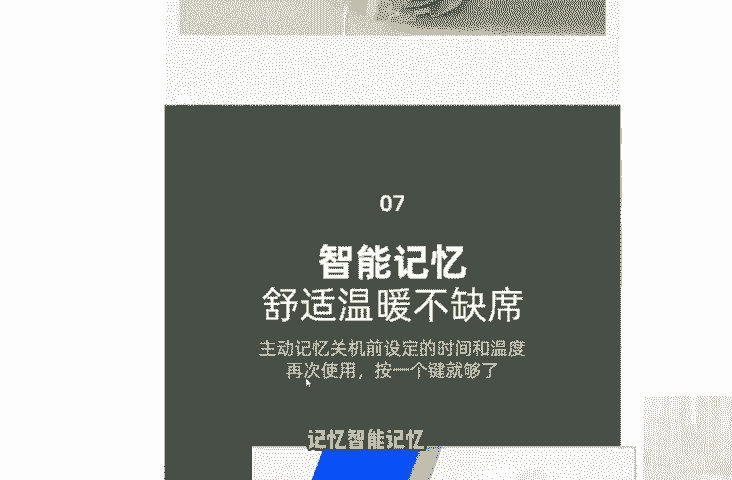 07
智能记忆
舒适温暖不缺席
主动记忆关机前设定的时间和温度
再次使用，按一个键就够了
记忆智能记忆